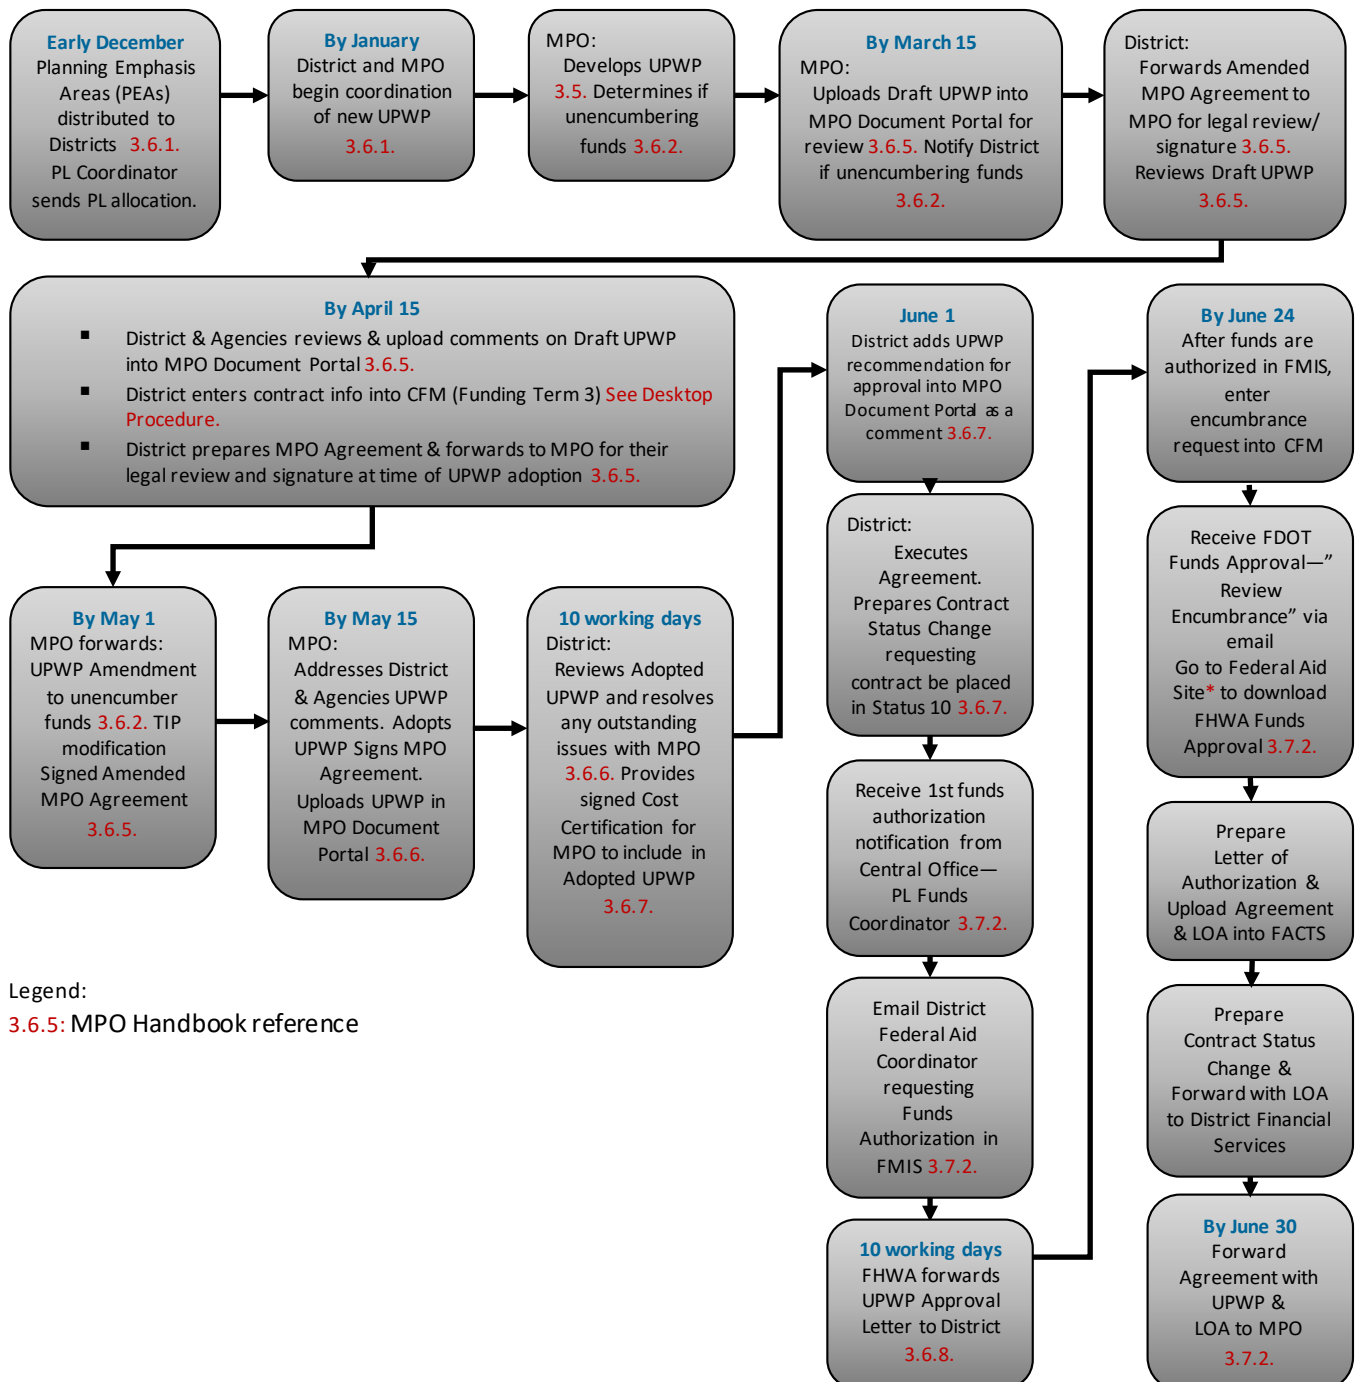 Early December
Planning Emphasis
Areas (PEAs)
distributed to
Districts 3.6.1.
PL Coordinator
sends PL allocation.
By January
District and MPO
begin coordination
of new UPWP
3.6.1.
MPO:
Develops UPWP
3.5. Determines if
unencumbering
funds 3.6.2.
By March 15
MPO:
Uploads Draft UPWP into
MPO Document Portal for
review 3.6.5. Notify District
if unencumbering funds
3.6.2.
District:
Forwards Amended
MPO Agreement to
MPO for legal review/
signature 3.6.5.
Reviews Draft UPWP
3.6.5.
By April 15
▪ District & Agencies reviews & upload comments on Draft UPWP
into MPO Document Portal 3.6.5.
▪ District enters contract info into CFM (Funding Term 3) See Desktop
Procedure.
▪ District prepares MPO Agreement & forwards to MPO for their
legal review and signature at time of UPWP adoption 3.6.5.
By May 1
MPO forwards:
UPWP Amendment
to unencumber
funds 3.6.2. TIP
modification
Signed Amended
MPO Agreement
3.6.5.
By May 15
MPO:
Addresses District
& Agencies UPWP
comments. Adopts
UPWP Signs MPO
Agreement.
Uploads UPWP in
MPO Document
Portal 3.6.6.
10 working days
District:
Reviews Adopted
UPWP and resolves
any outstanding
issues with MPO
3.6.6. Provides
signed Cost
Certification for
MPO to include in
Adopted UPWP
3.6.7.
June 1
District adds UPWP
recommendation for
approval into MPO
Document Portal as a
comment 3.6.7.
District:
Executes
Agreement.
Prepares Contract
Status Change
requesting
contract be placed
in Status 10 3.6.7.
Receive 1st funds
authorization
notification from
Central Office—
PL Funds
Coordinator 3.7.2.
Email District
Federal Aid
Coordinator
requesting
Funds
Authorization in
FMIS 3.7.2.
10 working days
FHWA forwards
UPWP Approval
Letter to District
3.6.8.
By June 24
After funds are
authorized in FMIS,
enter
encumbrance
request into CFM
Receive FDOT
Funds Approval—”
Review
Encumbrance” via
email
Go to Federal Aid
Site* to download
FHWA Funds
Approval 3.7.2.
Prepare
Letter of
Authorization &
Upload Agreement
& LOA into FACTS
Prepare
Contract Status
Change &
Forward with LOA
to District Financial
Services
By June 30
Forward
Agreement with
UPWP &
LOA to MPO
3.7.2.
Legend:
3.6.5: MPO Handbook reference